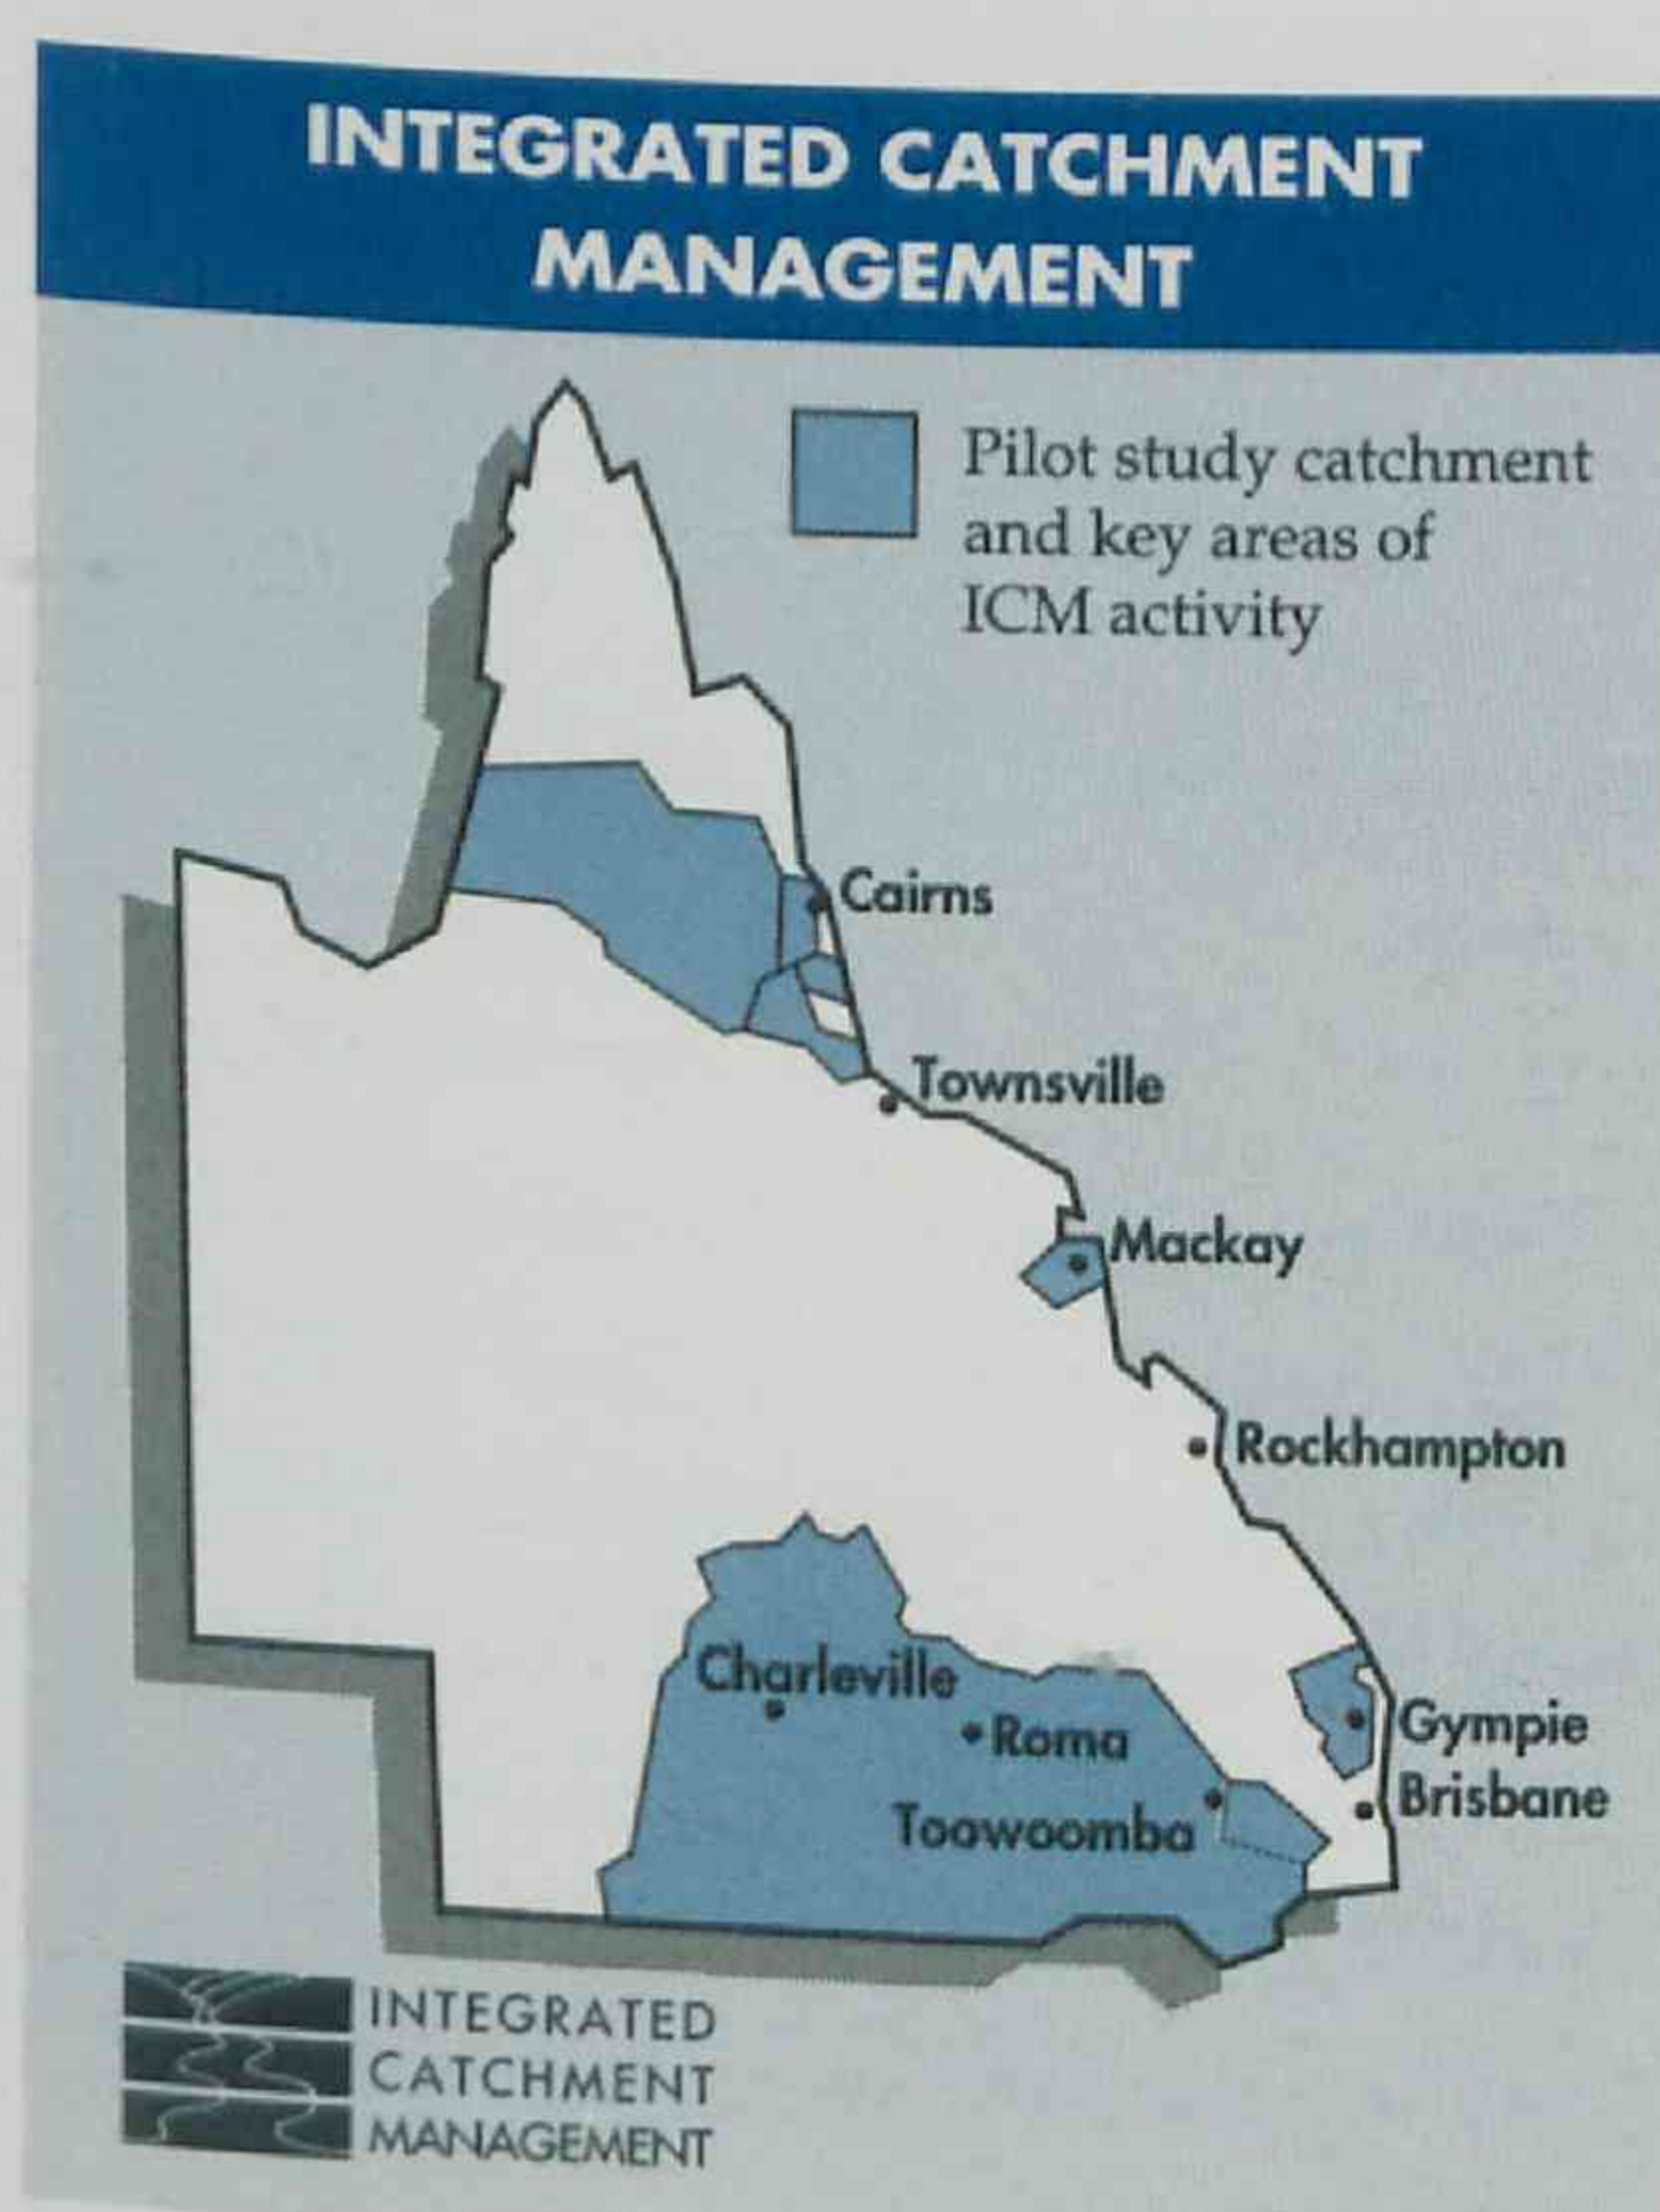 INTEGRATED CATCHMENT
MANAGEMENT
Pilot study catchment
and key areas of
ICM activity
Cairns
Townsville
Mackay
Rockhampton
Charleville
Roma
Gympie
Toowoomba
Brisbane
INTEGRATED
CATCHMENT
MANAGEMENT